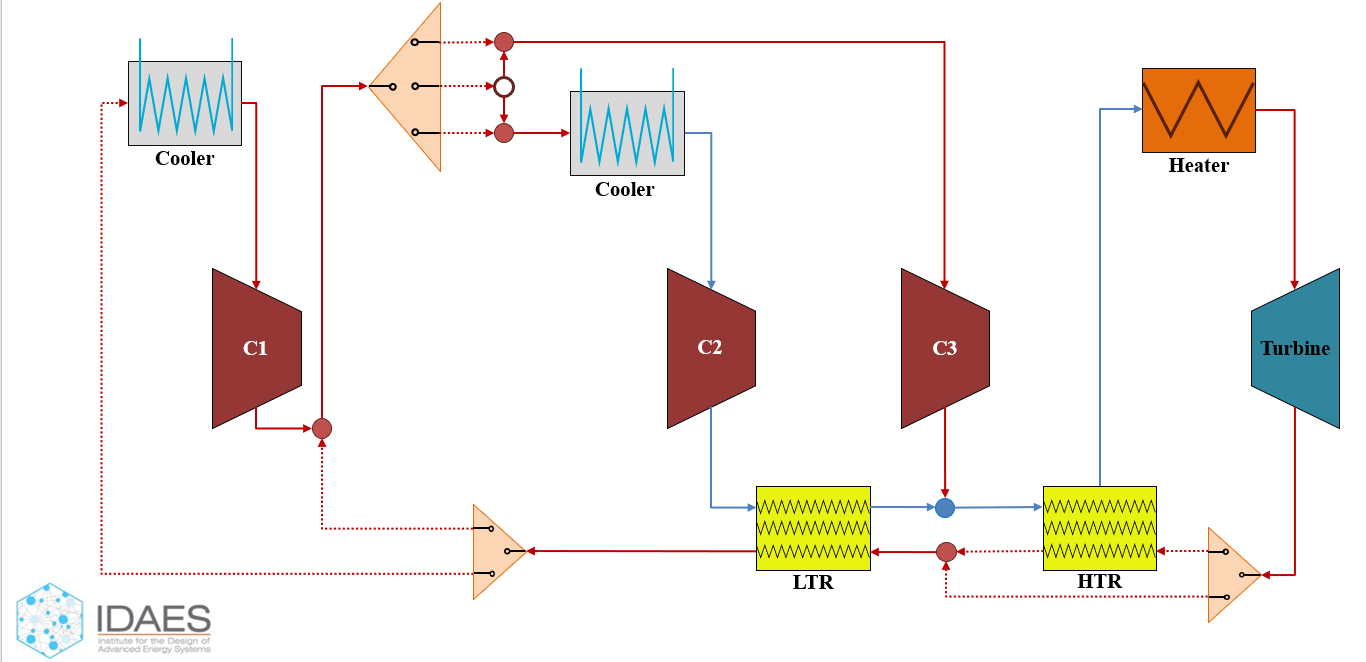 Cooler
Cooler
Heater
C1
C2
C3
Turbine
LTR
HTR
IDAES
Institute for the Design of
Advanced Energy Systems